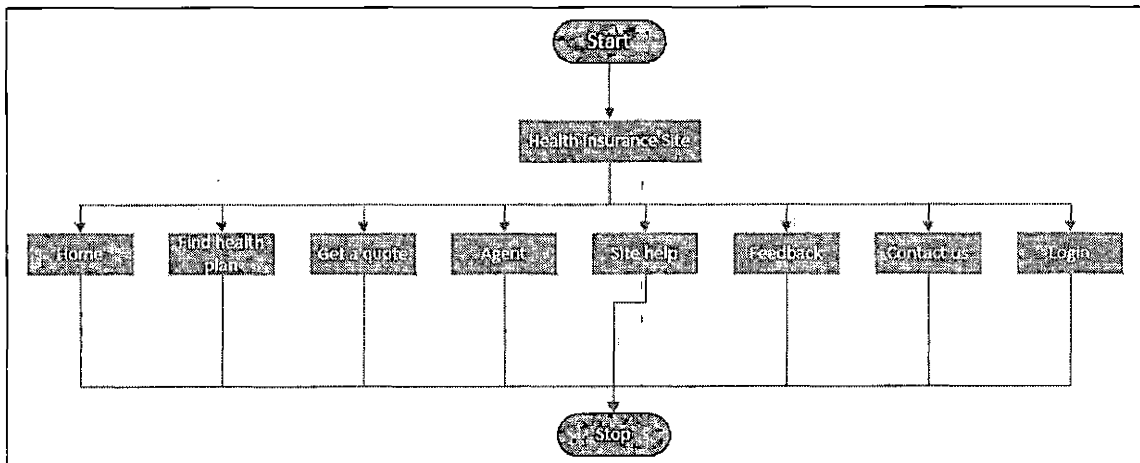 Start
Health Insurance Site
Home
Find health
plan
Get a quote
Agent
Site help
Feedback
Contact us
Login
Stop